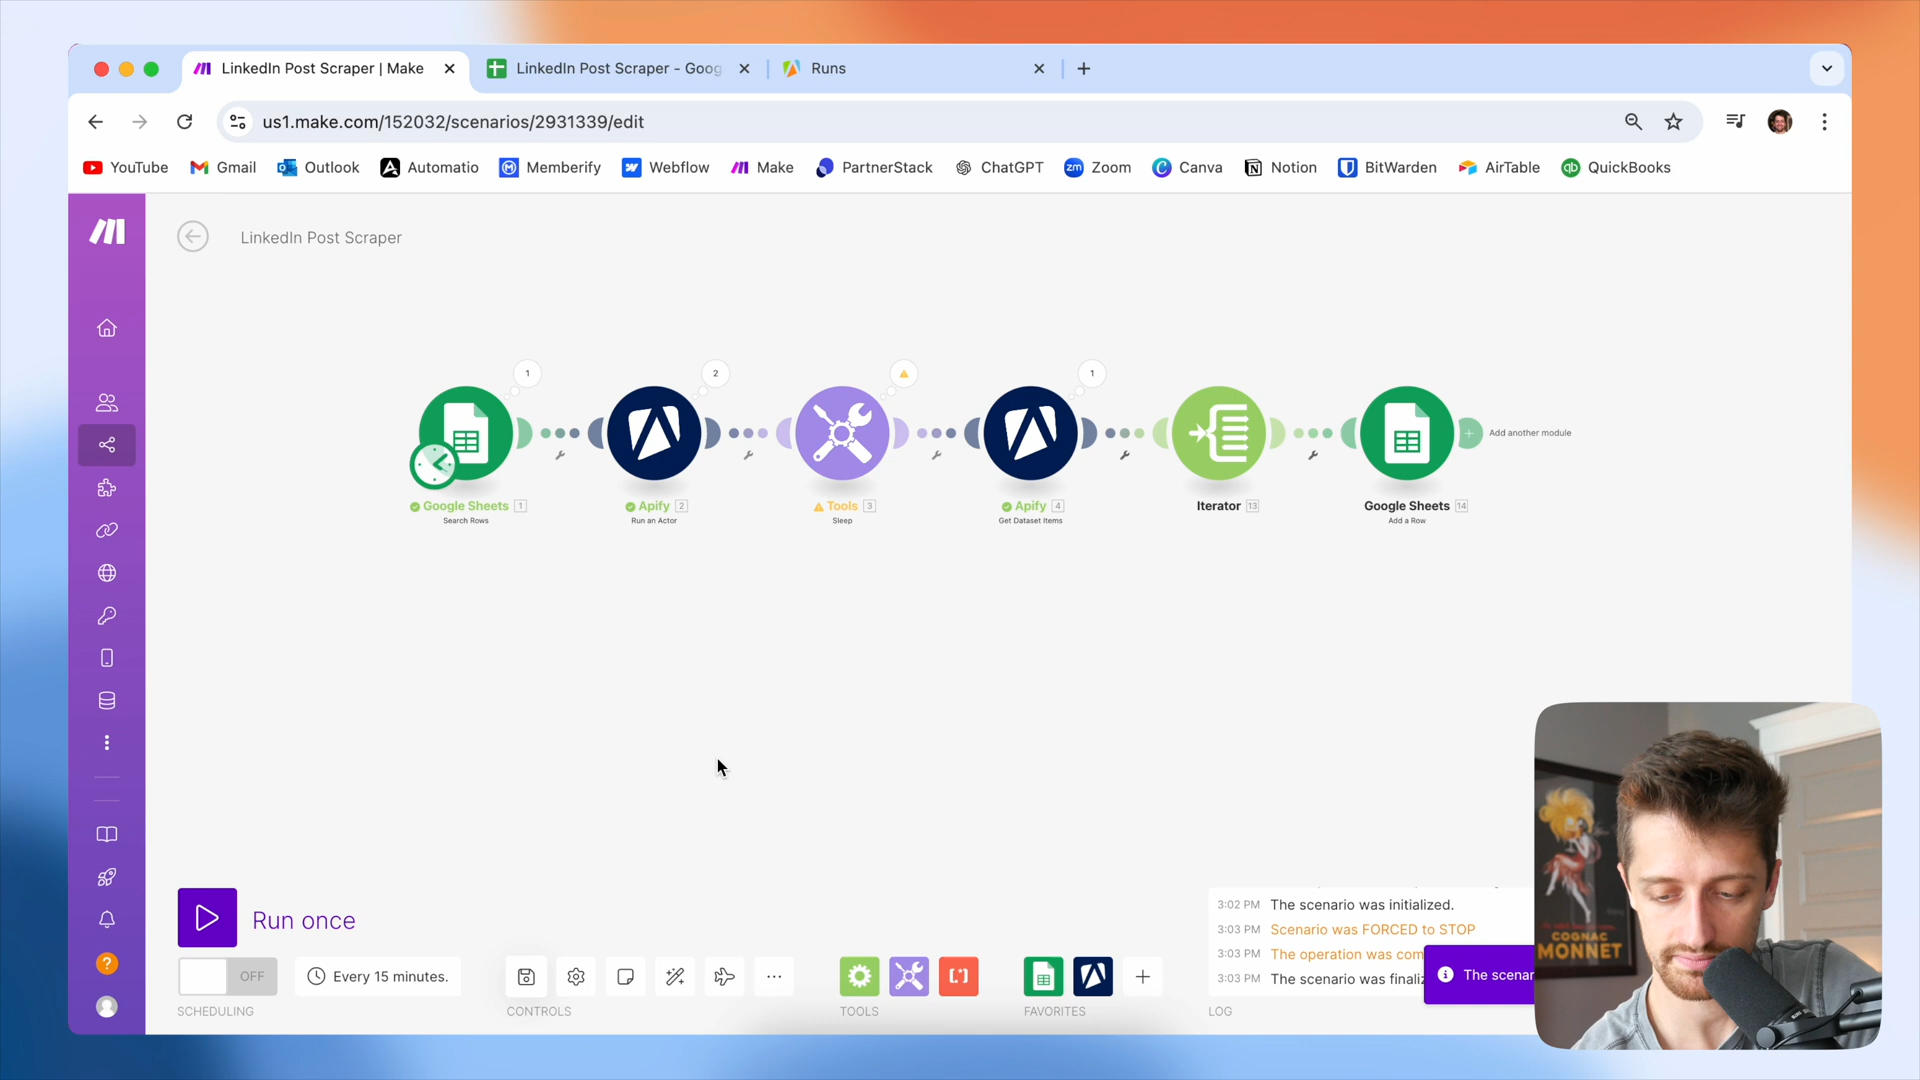 LinkedIn Post Scraper | Make
LinkedIn Post Scraper - Goog
Runs
us1.make.com/152032/scenarios/2931339/edit
YouTube
Gmail
Outlook
Automatio
Memberify
Webflow
Make
PartnerStack
ChatGPT
zm Zoom
Canva
Notion
BitWarden
AirTable
qb QuickBooks
LinkedIn Post Scraper
1
2
1
Google Sheets 1
Search Rows
Apify 2
Run an Actor
Tools 3
Sleep
Apify 4
Get Dataset Items
Iterator 13
Google Sheets 14
Add a Row
Add another module
Run once
OFF
Every 15 minutes.
SCHEDULING
CONTROLS
TOOLS
FAVORITES
3:02 PM The scenario was initialized.
3:03 PM Scenario was FORCED to STOP
3:03 PM The operation was com
3:03 PM The scenario was finaliz
The scenar
LOG
COGNAC
MONNET